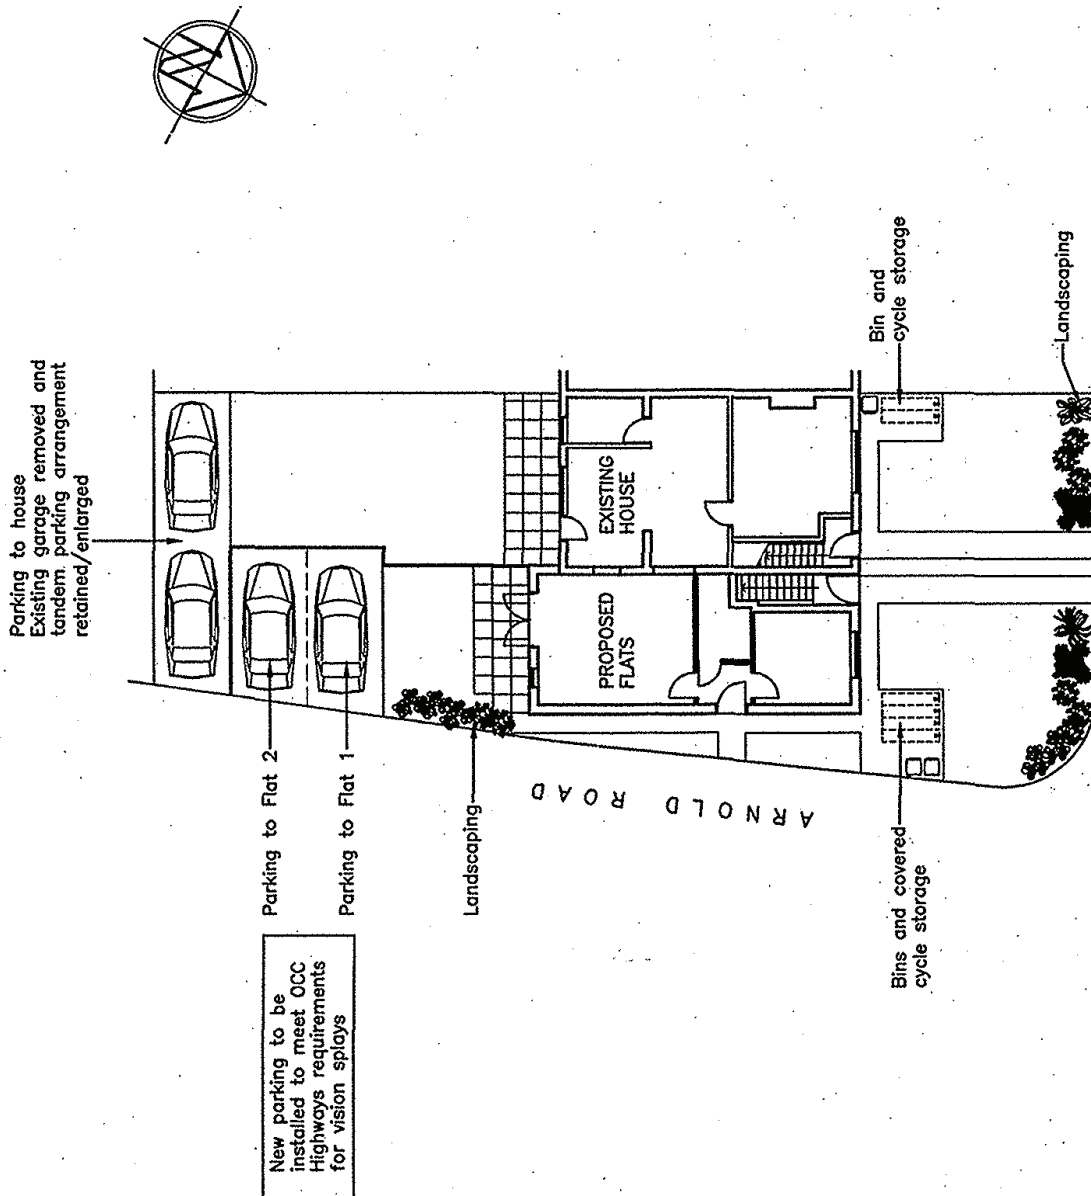 Parking to house
Existing garage removed and
tandem parking arrangement
retained/enlarged
Parking to Flat 2
Parking to Flat 1
New parking to be
installed to meet OCC
Highways requirements
for vision splays
Landscaping
EXISTING
HOUSE
PROPOSED
FLATS
ARNOLD ROAD
Bin and
cycle storage
Landscaping
Bins and covered
cycle storage